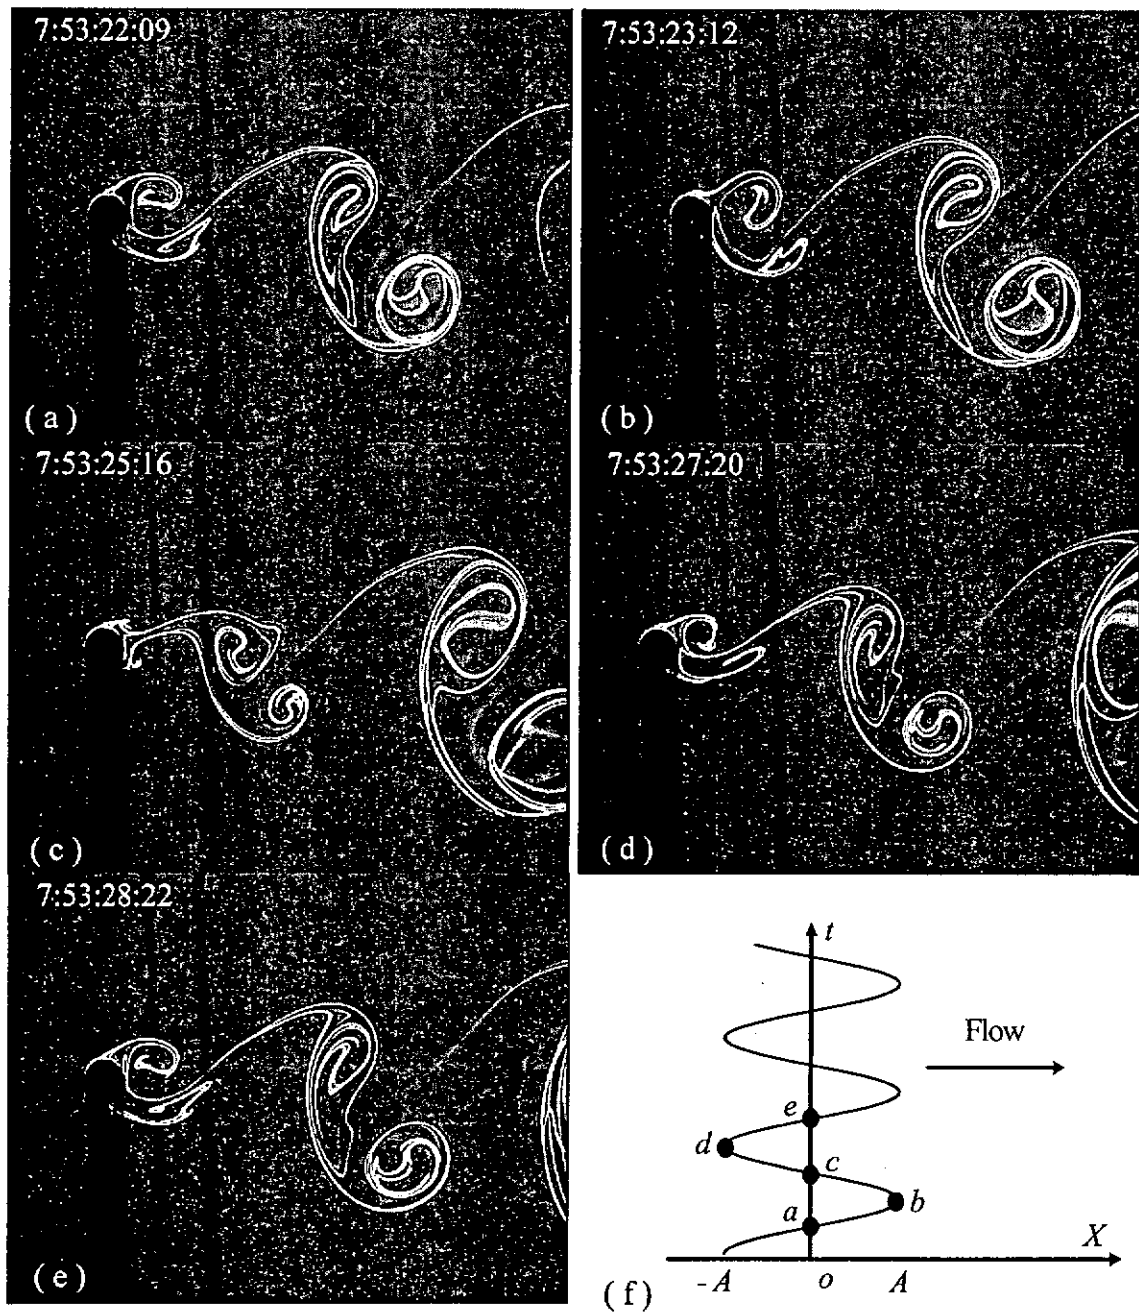 7:53:22:09
7:53:23:12
( a )
( b )
7:53:25:16
7:53:27:20
( c )
( d )
7:53:28:22
t
Flow
e
d
c
b
a
X
- A
o
A
( e )
( f )